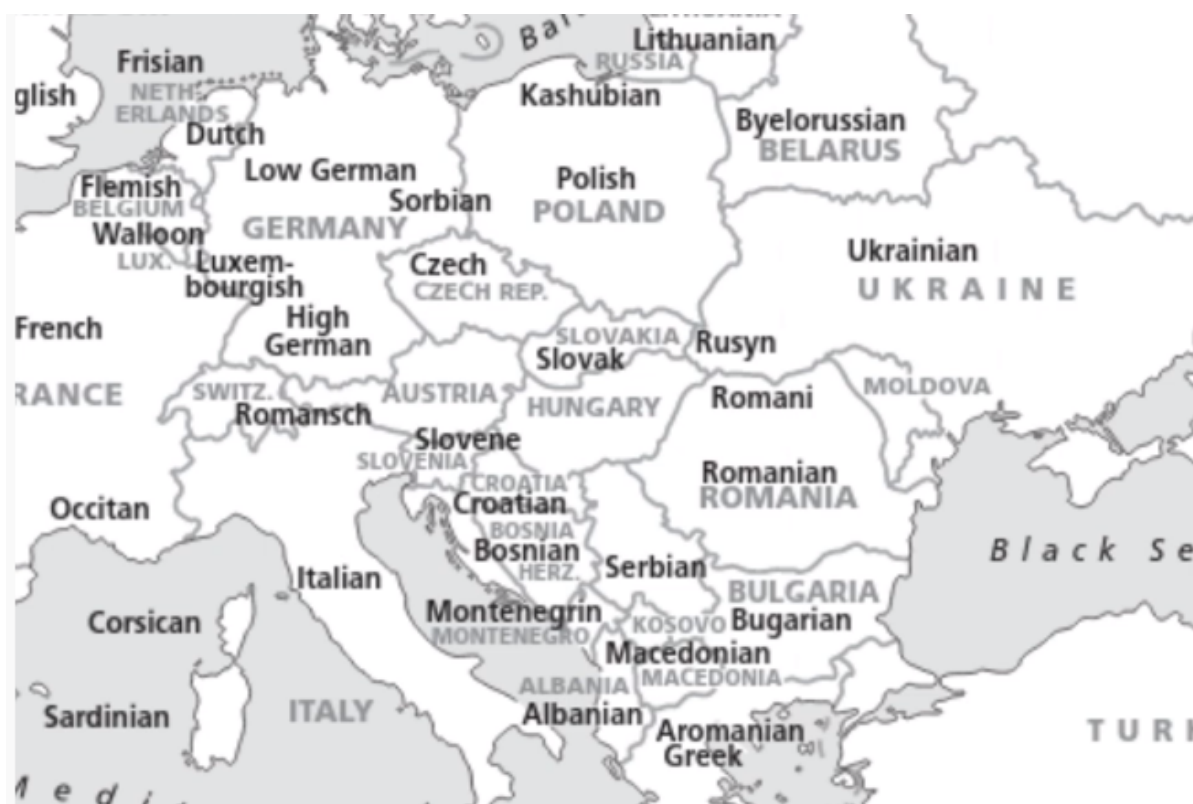 Bal
Lithuanian
RUSSIA
Frisian
NETH-
ERLANDS
glish
Kashubian
Dutch
Byelorussian
BELARUS
Low German
Polish
POLAND
Flemish
BELGIUM
Sorbian
GERMANY
Walloon
LUX.
Luxem-
bourgish
Ukrainian
UKRAINE
Czech
CZECH REP.
French
High
German
SLOVAKIA
Slovak
Rusyn
RANCE
SWITZ.
AUSTRIA
HUNGARY
Romani
MOLDOVA
Romansch
Slovene
SLOVENIA
CROATIA
Romanian
ROMANIA
Occitan
Croatian
BOSNIA
Bosnian
HERZ.
Black Se
Italian
Serbian
BULGARIA
Corsican
Montenegrin
MONTENEGRO
KOSOVO
Bugarian
Macedonian
MACEDONIA
ALBANIA
Sardinian
ITALY
Albanian
Aromanian
Greek
TURK
Medi